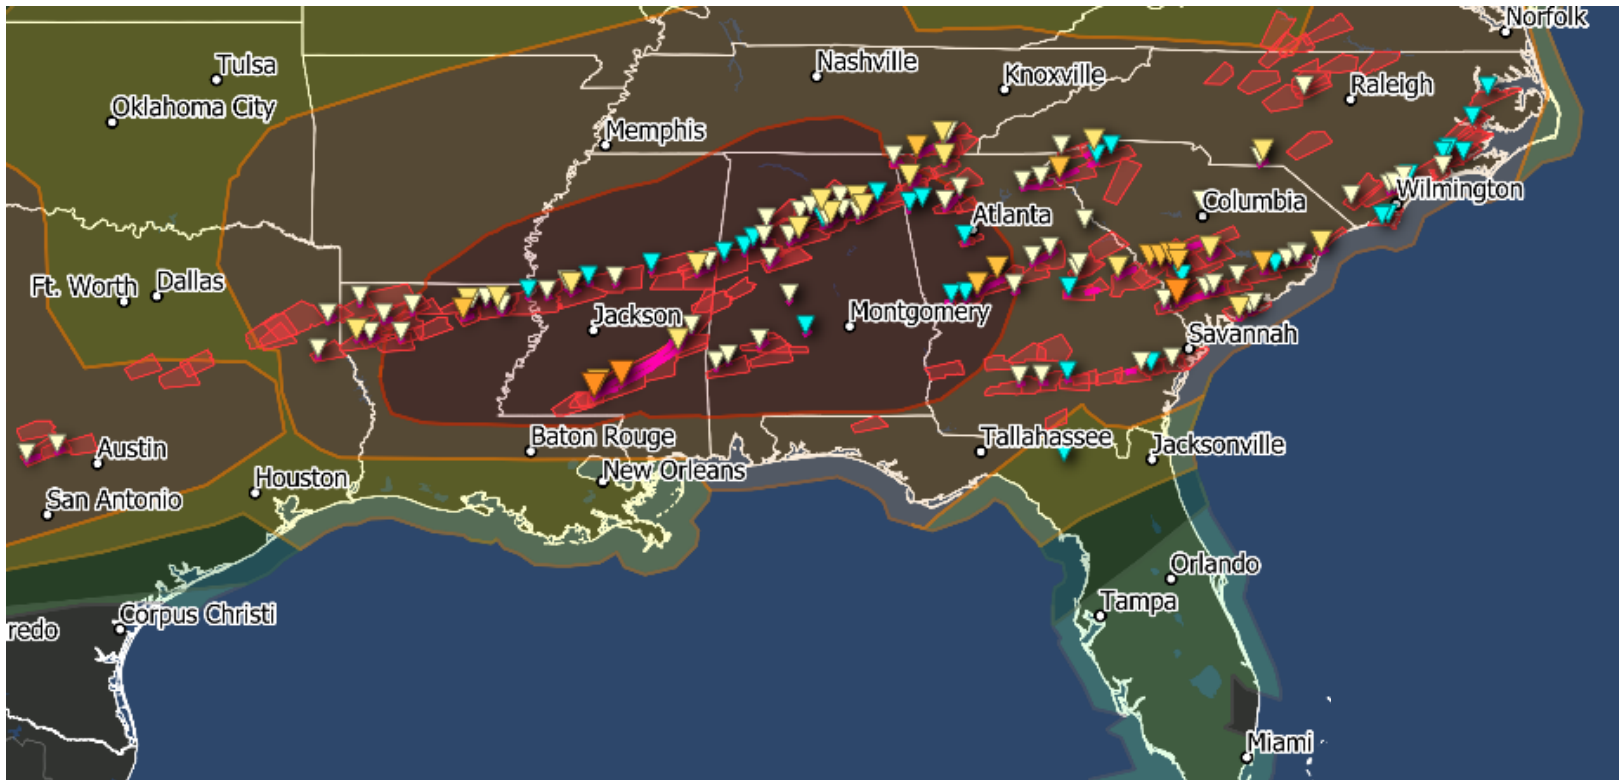 Norfolk
Tulsa
Nashville
Knoxville
Raleigh
Oklahoma City
Memphis
Wilmington
Columbia
Atlanta
Ft. Worth
Dallas
Jackson
Montgomery
Savannah
Austin
Baton Rouge
Tallahassee
Jacksonville
Houston
New Orleans
San Antonio
Orlando
Tampa
Corpus Christi
redo
Miami